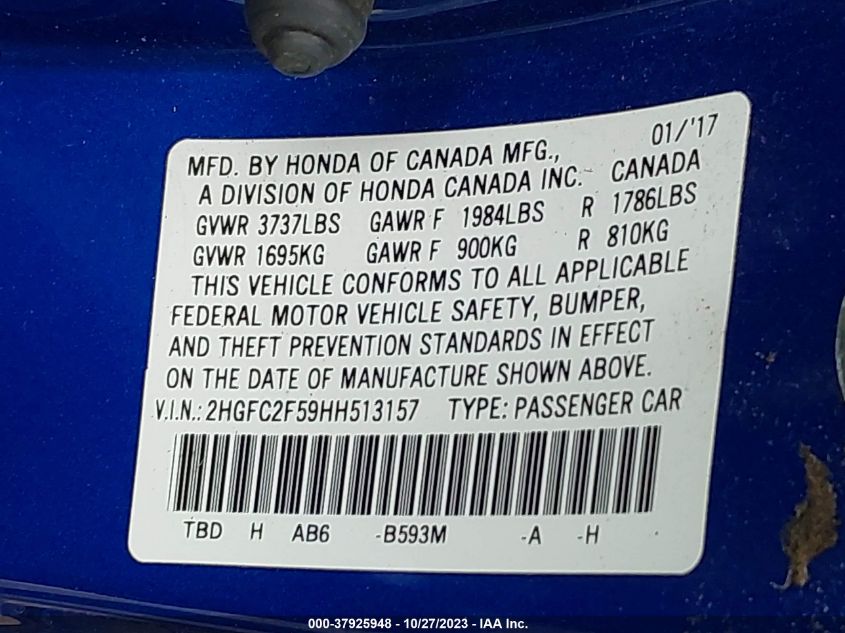 01/'17
MFD. BY HONDA OF CANADA MFG.,
A DIVISION OF HONDA CANADA INC. CANADA
GVWR 3737LBS GAWR F 1984LBS R 1786LBS
GVWR 1695KG GAWR F 900KG R 810KG
THIS VEHICLE CONFORMS TO ALL APPLICABLE
FEDERAL MOTOR VEHICLE SAFETY, BUMPER,
AND THEFT PREVENTION STANDARDS IN EFFECT
ON THE DATE OF MANUFACTURE SHOWN ABOVE.
V.I.N.: 2HGFC2F59HH513157 TYPE: PASSENGER CAR
TBD H AB6 -B593M -A -H
000-37925948 - 10/27/2023 - IAA Inc.